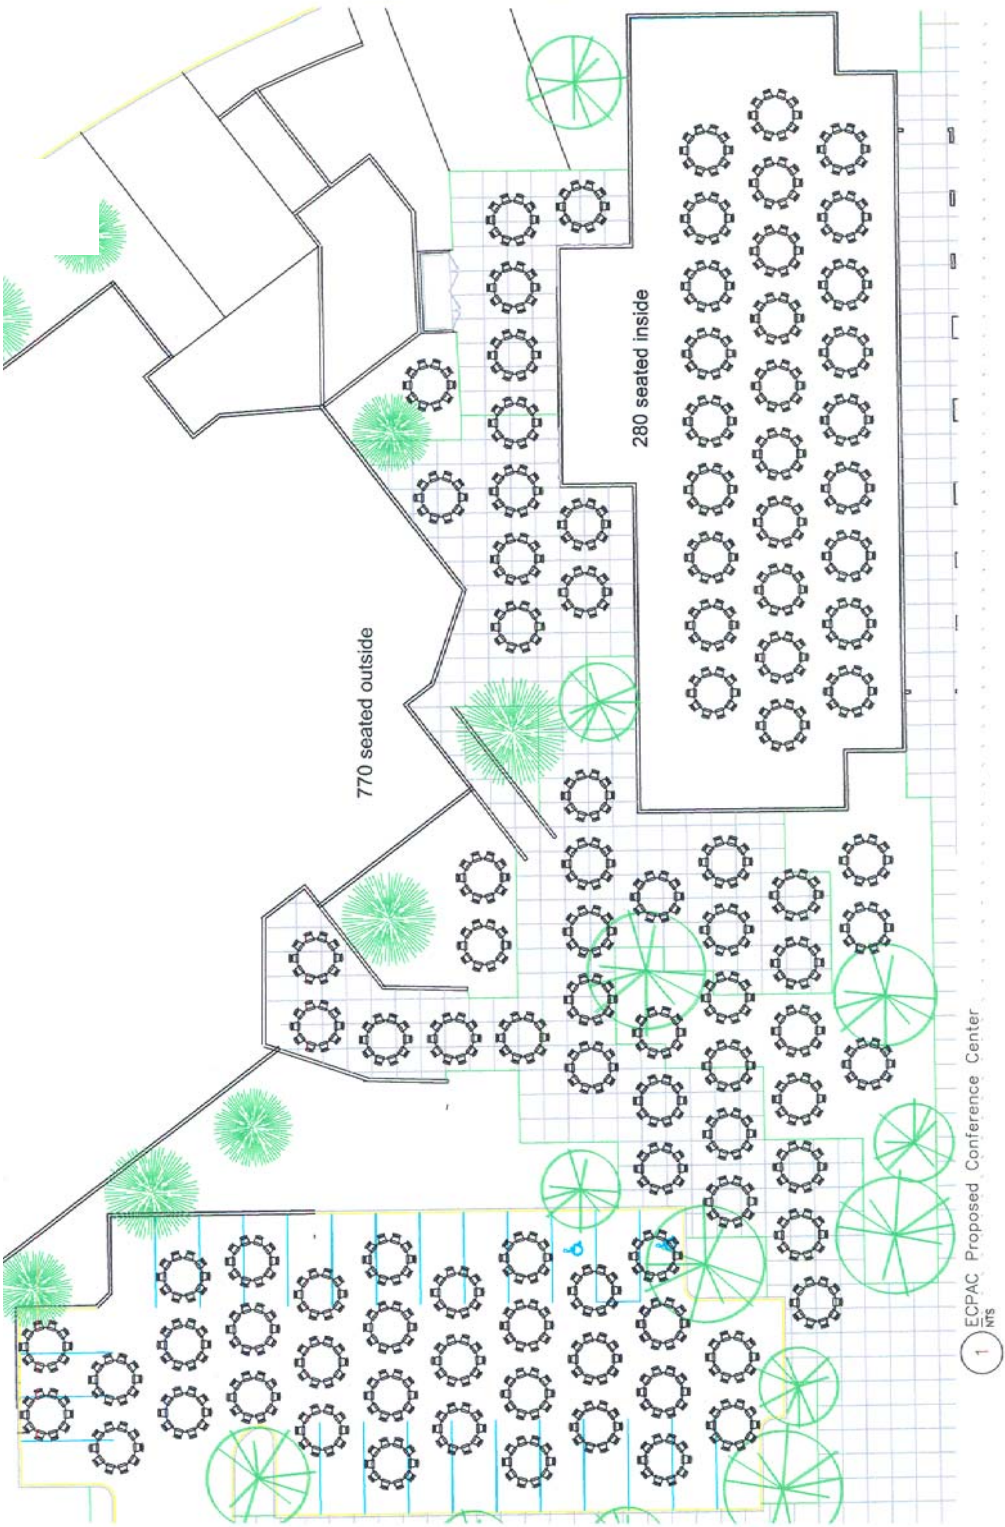 280 seated inside
770 seated outside
1 ECPAC Proposed Conference Center
NTS